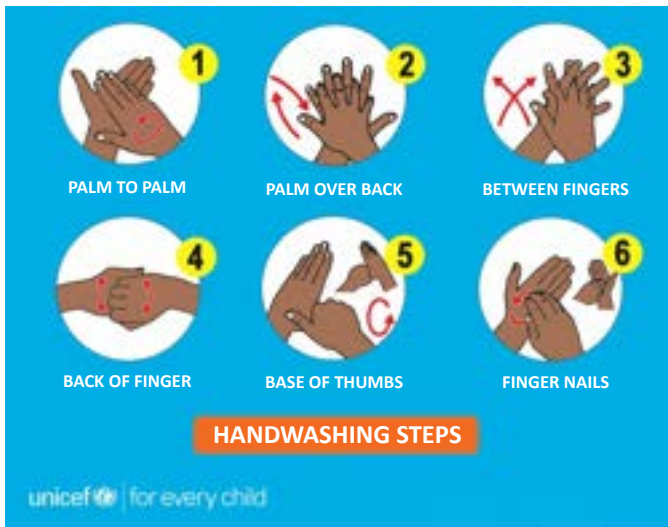 1
2
3
PALM TO PALM
PALM OVER BACK
BETWEEN FINGERS
4
5
6
BACK OF FINGER
BASE OF THUMBS
FINGER NAILS
HANDWASHING STEPS
unicef | for every child